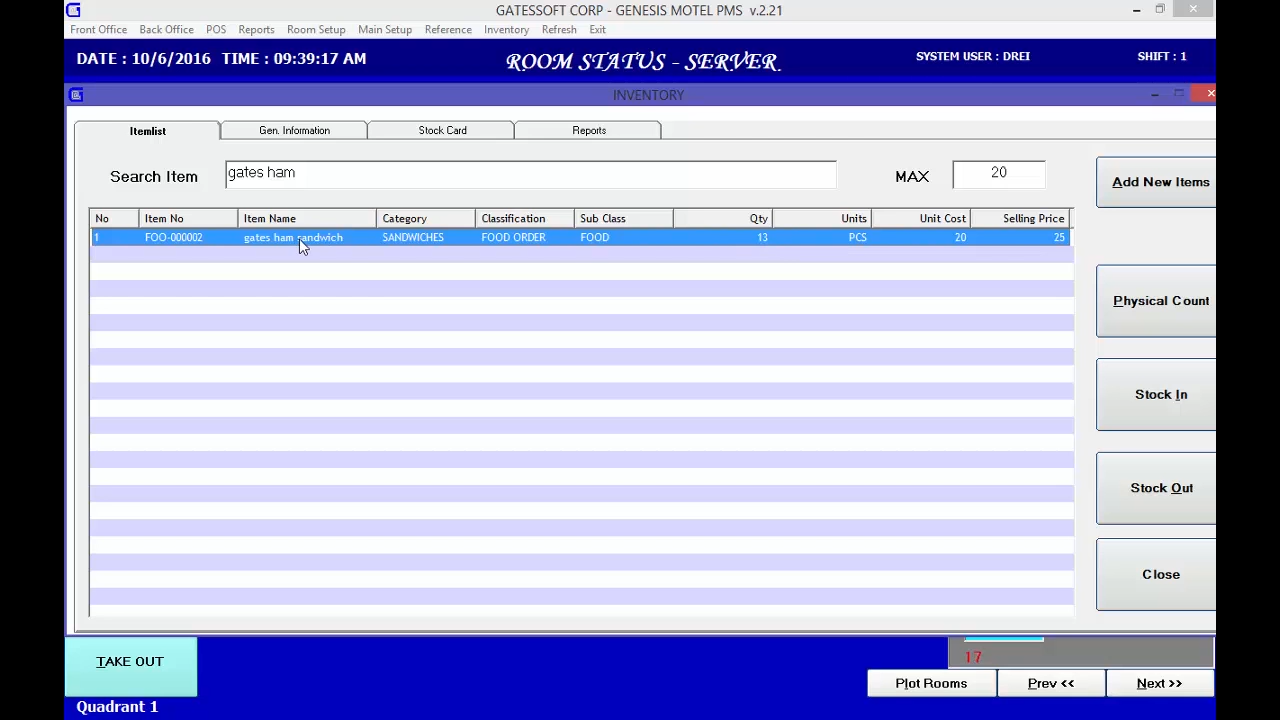 GATESSOFT CORP - GENESIS MOTEL PMS v.2.21
Front Office Back Office POS Reports Room Setup Main Setup Reference Inventory Refresh Exit
DATE : 10/6/2016 TIME : 09:39:17 AM ROOM STATUS - SERVER SYSTEM USER : DREI SHIFT : 1
INVENTORY
Itemlist Gen. Information Stock Card Reports
Search Item gates ham MAX 20
Add New Items
No Item No Item Name Category Classification Sub Class Qty Units Unit Cost Selling Price
1 FOO-000002 gates ham sandwich SANDWICHES FOOD ORDER FOOD 13 PCS 20 25
Physical Count
Stock In
Stock Out
Close
TAKE OUT
17
Plot Rooms Prev << Next >>
Quadrant 1